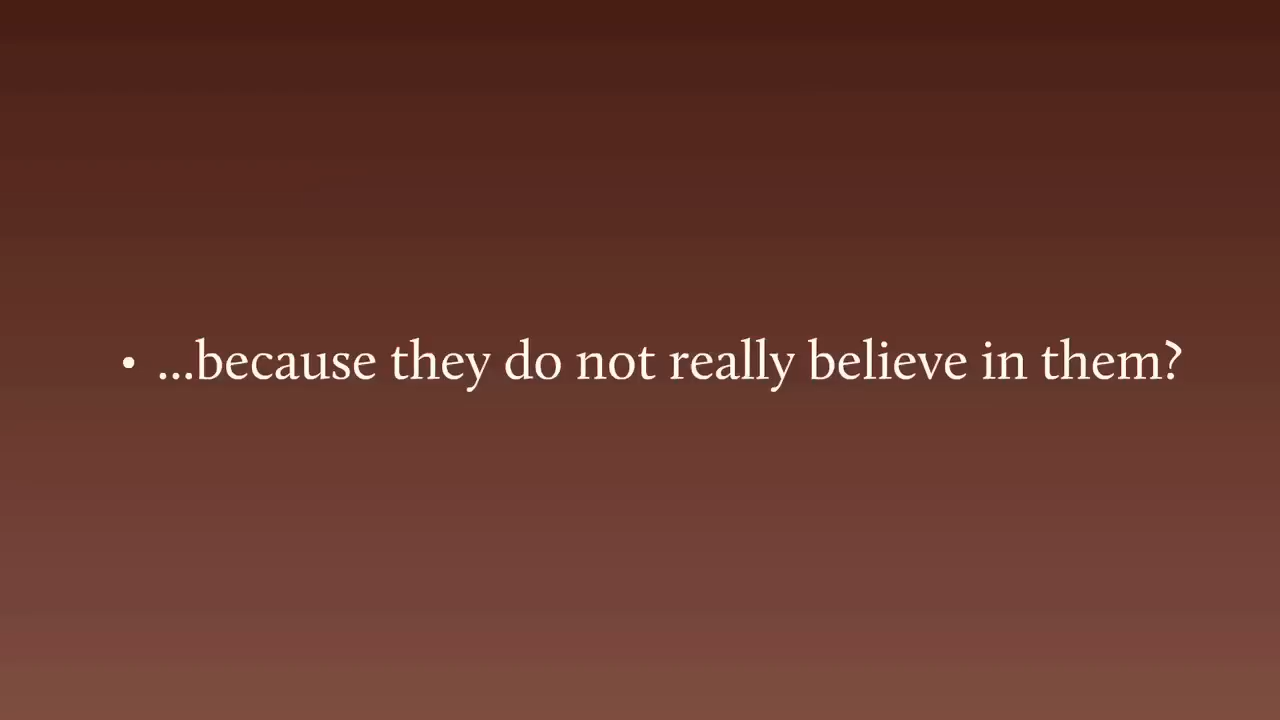 • ...because they do not really believe in them?